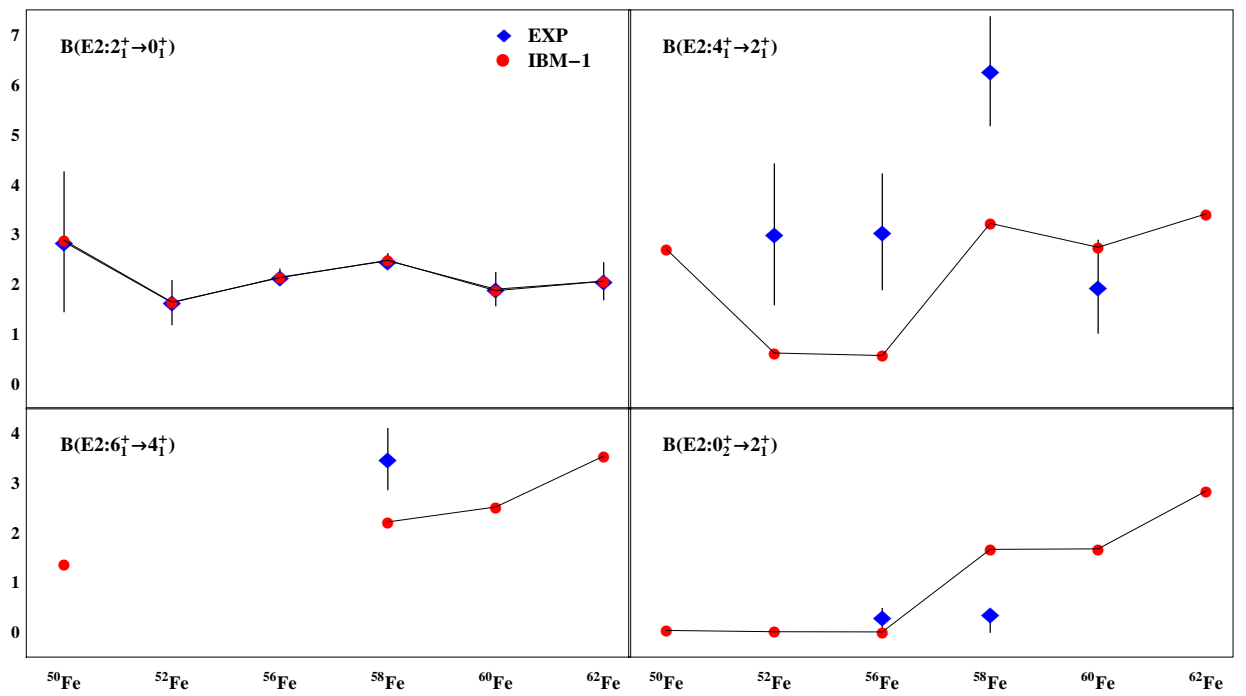 7
6
5
4
3
2
1
0
B(E2:2₁⁺→0₁⁺)
EXP
IBM−1
B(E2:4₁⁺→2₁⁺)
4
3
2
1
0
B(E2:6₁⁺→4₁⁺)
B(E2:0₂⁺→2₁⁺)
⁵⁰Fe ⁵²Fe ⁵⁶Fe ⁵⁸Fe ⁶⁰Fe ⁶²Fe ⁵⁰Fe ⁵²Fe ⁵⁶Fe ⁵⁸Fe ⁶⁰Fe ⁶²Fe